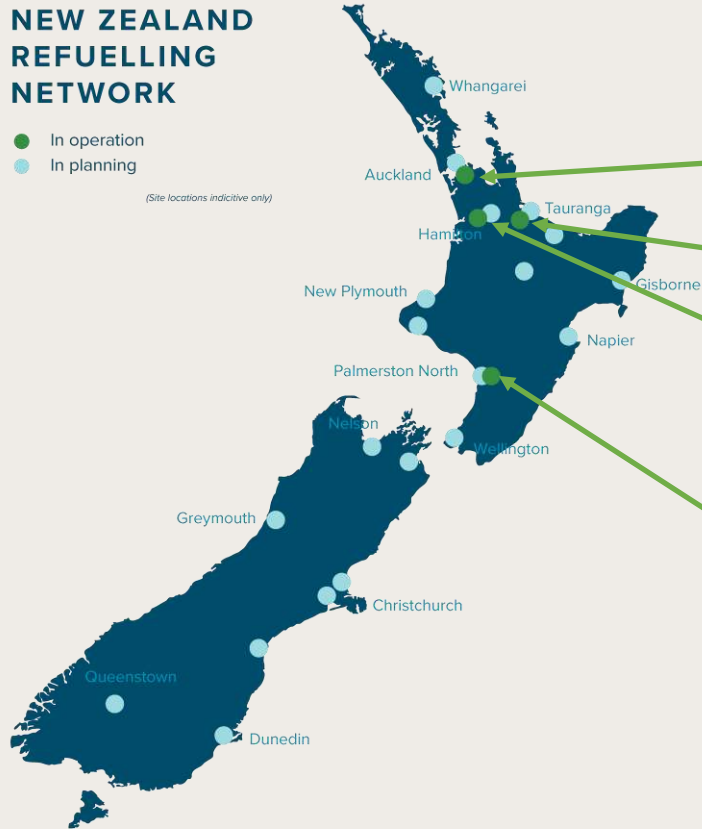 NEW ZEALAND
REFUELLING
NETWORK
In operation
In planning
(Site locations indicitive only)
Whangarei
Auckland
Tauranga
Hamilton
Gisborne
New Plymouth
Napier
Palmerston North
Nelson
Wellington
Greymouth
Christchurch
Queenstown
Dunedin